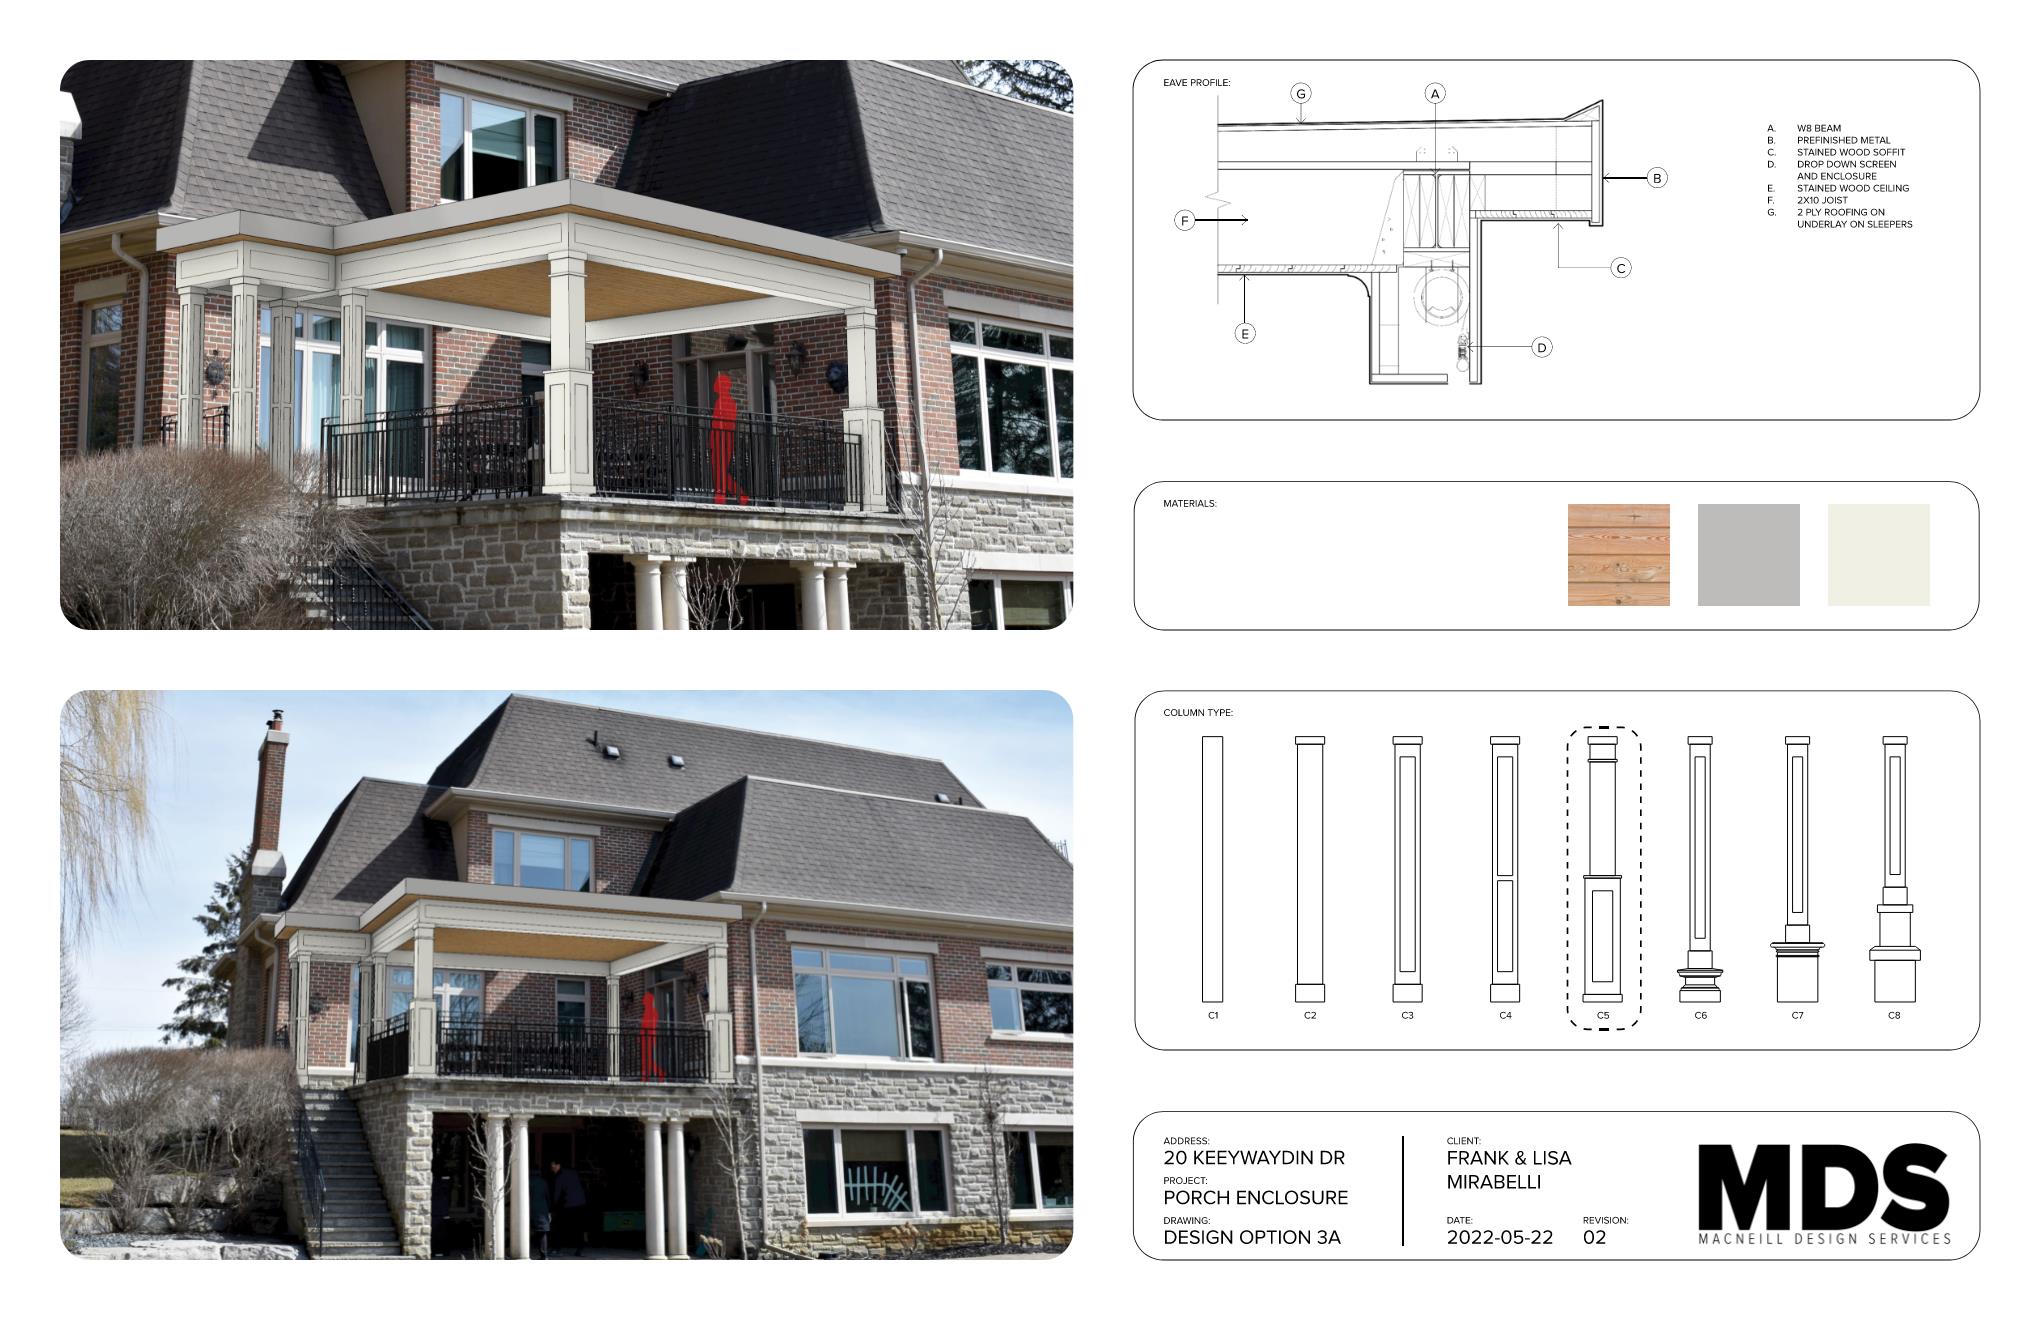 EAVE PROFILE:
G
A
B
F
C
E
D
A. W8 BEAM
B. PREFINISHED METAL
C. STAINED WOOD SOFFIT
D. DROP DOWN SCREEN
AND ENCLOSURE
E. STAINED WOOD CEILING
F. 2X10 JOIST
G. 2 PLY ROOFING ON
UNDERLAY ON SLEEPERS
MATERIALS:
COLUMN TYPE:
C1
C2
C3
C4
C5
C6
C7
C8
ADDRESS:
20 KEEYWAYDIN DR
PROJECT:
PORCH ENCLOSURE
DRAWING:
DESIGN OPTION 3A
CLIENT:
FRANK & LISA
MIRABELLI
DATE:
2022-05-22
REVISION:
02
MDS
MACNEILL DESIGN SERVICES